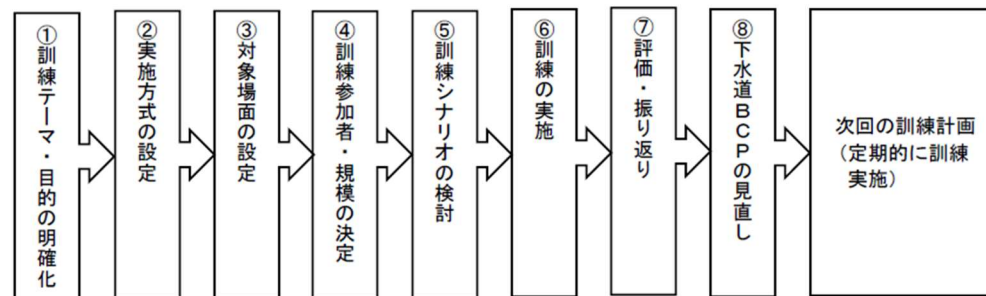 ①訓練テーマ・目的の明確化
②実施方式の設定
③対象場面の設定
④訓練参加者・規模の決定
⑤訓練シナリオの検討
⑥訓練の実施
⑦評価・振り返り
⑧下水道BCPの見直し
次回の訓練計画
(定期的に訓練
実施)